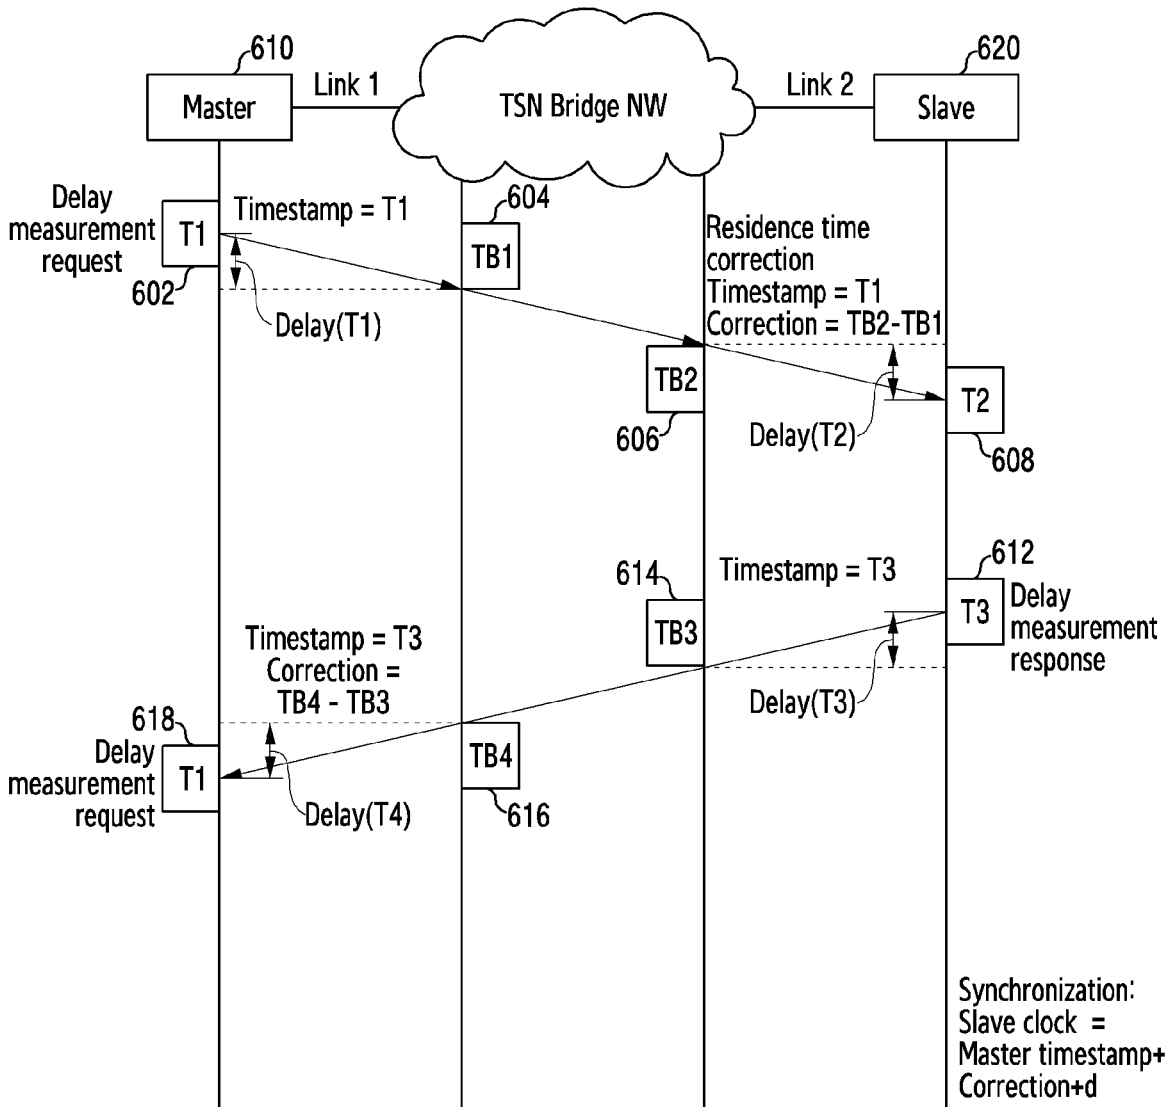 610
620
Master
Link 1
TSN Bridge NW
Link 2
Slave
Delay
measurement
request
T1
602
Timestamp = T1
604
TB1
Delay(T1)
Residence time
correction
Timestamp = T1
Correction = TB2-TB1
TB2
606
Delay(T2)
T2
608
614
TB3
Timestamp = T3
612
T3
Delay
measurement
response
Delay(T3)
Timestamp = T3
Correction =
TB4 - TB3
618
Delay
measurement
request
T1
Delay(T4)
TB4
616
Synchronization:
Slave clock =
Master timestamp+
Correction+d